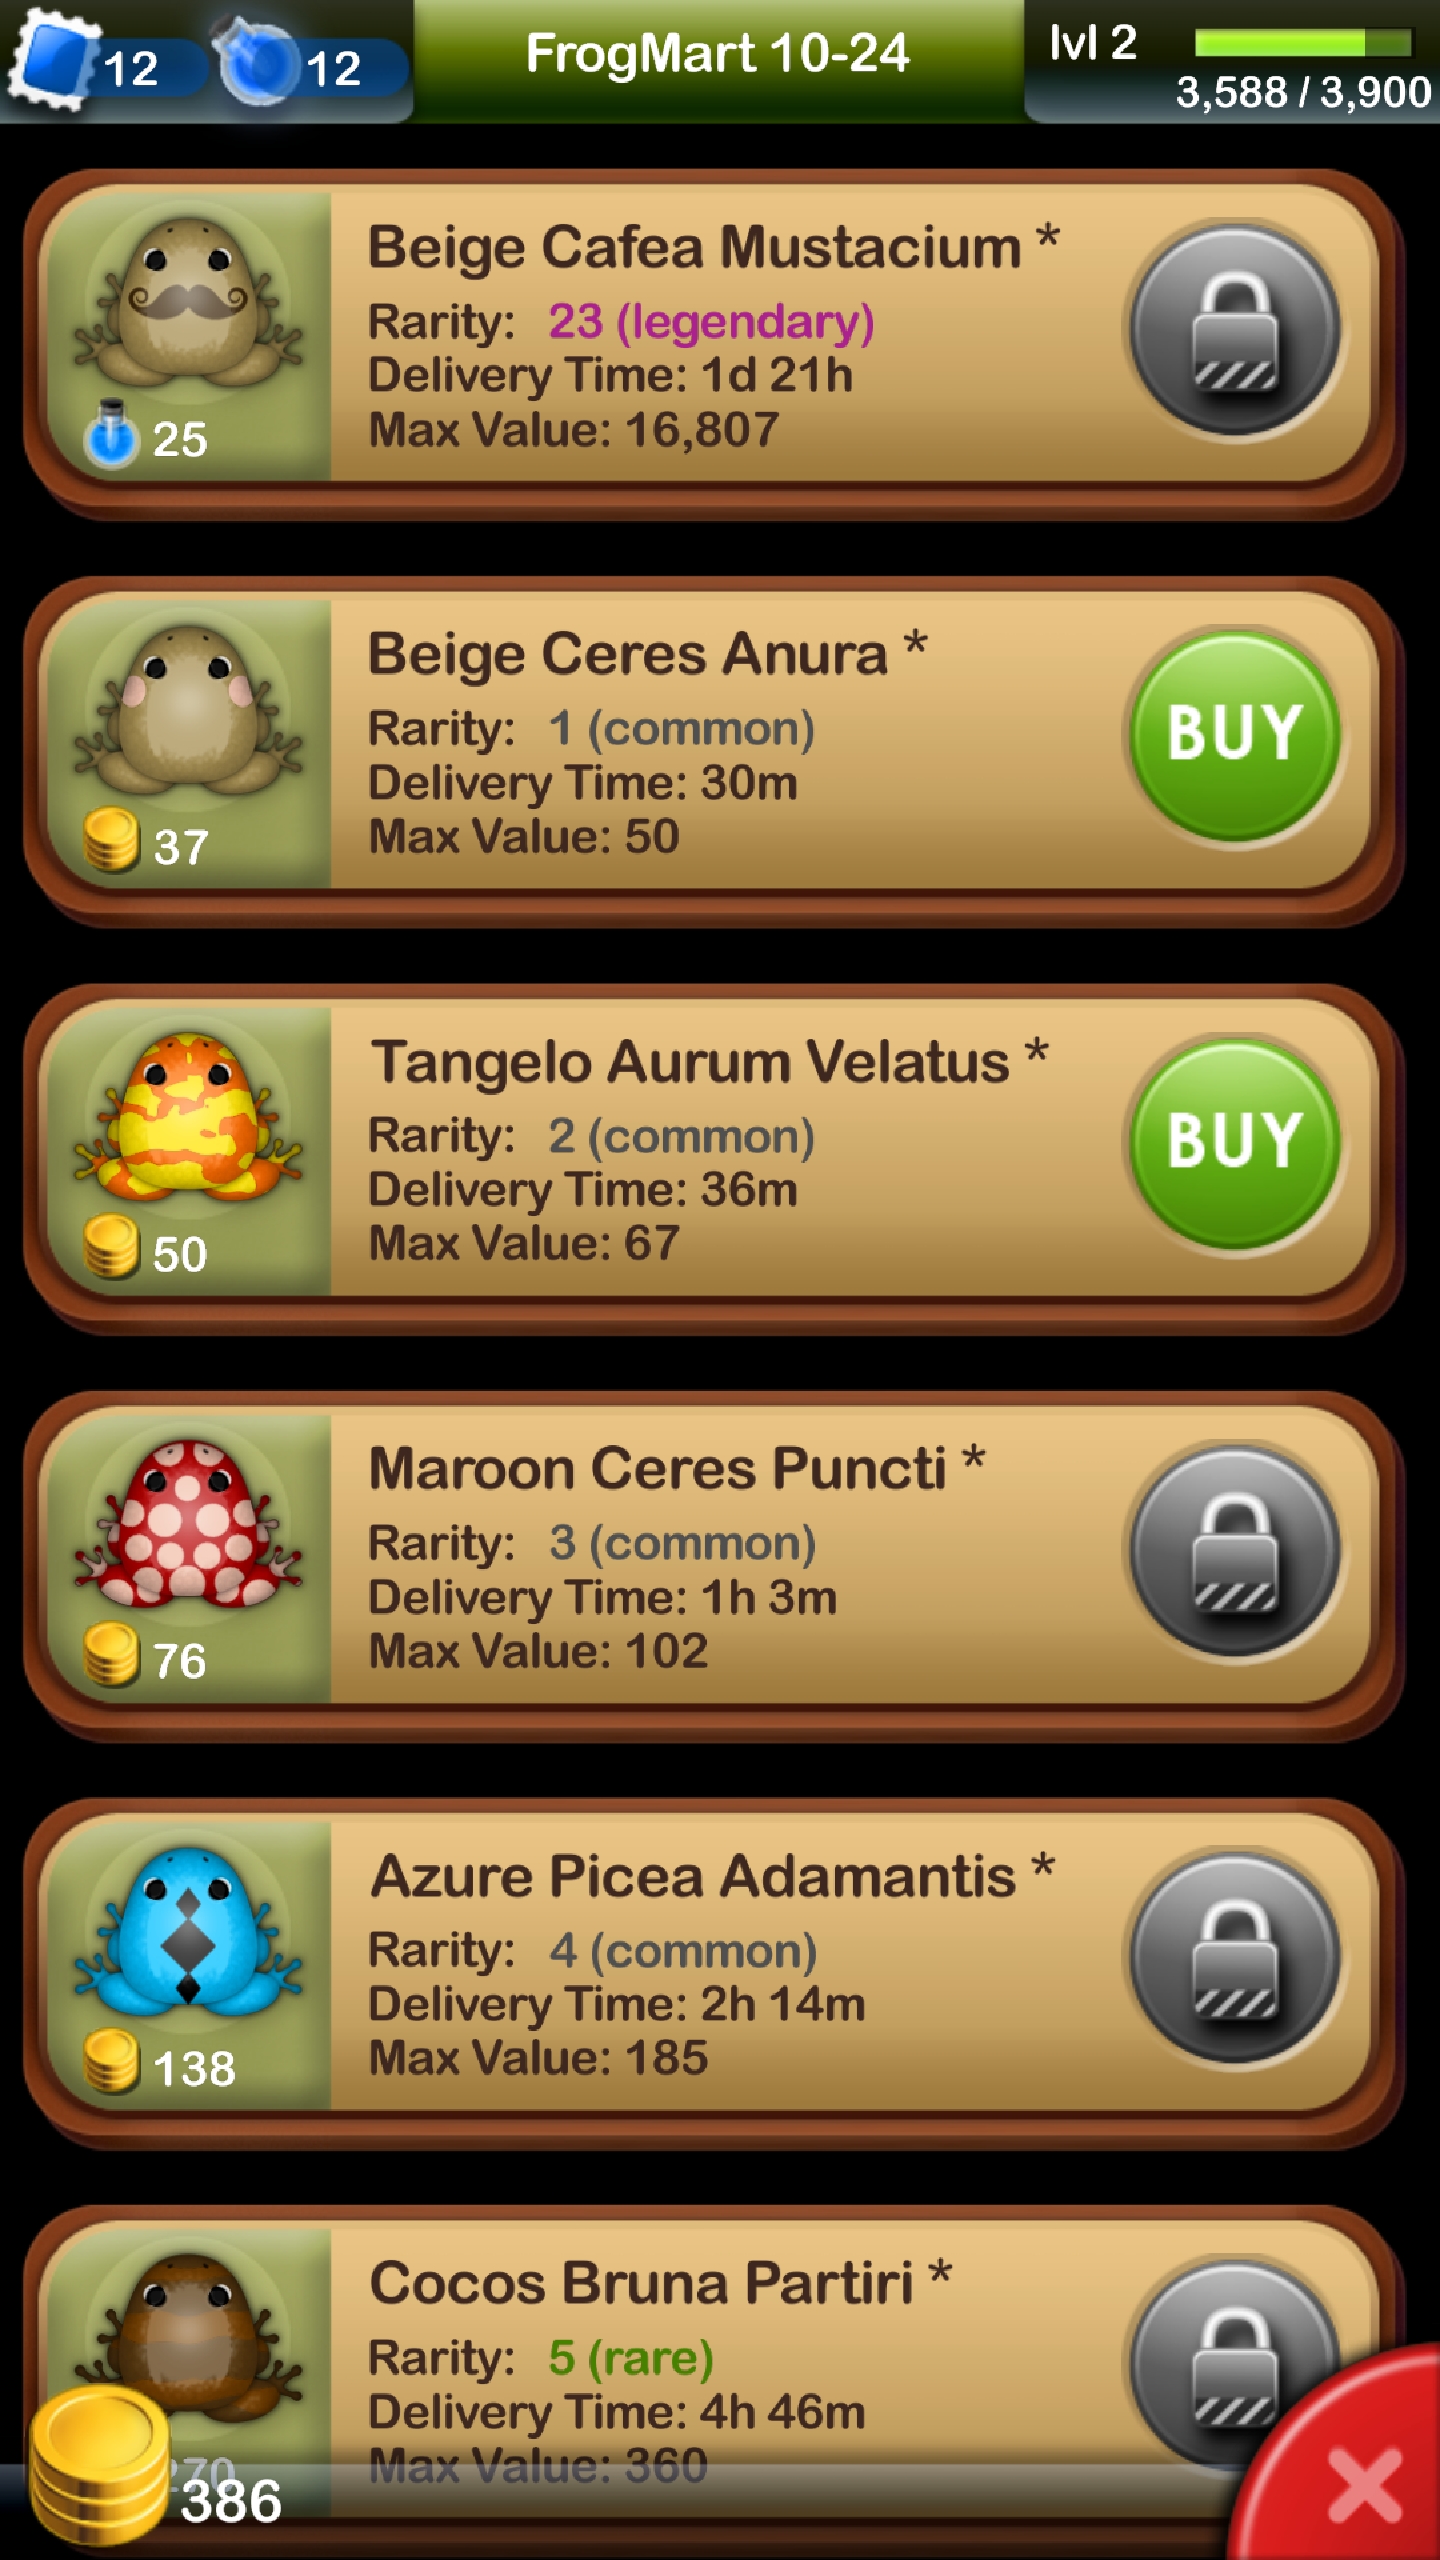 12
12
FrogMart 10-24
lvl 2
3,588 / 3,900
Beige Cafea Mustacium *
Rarity: 23 (legendary)
Delivery Time: 1d 21h
Max Value: 16,807
25
Beige Ceres Anura *
Rarity: 1 (common)
Delivery Time: 30m
Max Value: 50
37
BUY
Tangelo Aurum Velatus *
Rarity: 2 (common)
Delivery Time: 36m
Max Value: 67
50
BUY
Maroon Ceres Puncti *
Rarity: 3 (common)
Delivery Time: 1h 3m
Max Value: 102
76
Azure Picea Adamantis *
Rarity: 4 (common)
Delivery Time: 2h 14m
Max Value: 185
138
Cocos Bruna Partiri *
Rarity: 5 (rare)
Delivery Time: 4h 46m
Max Value: 360
270
386